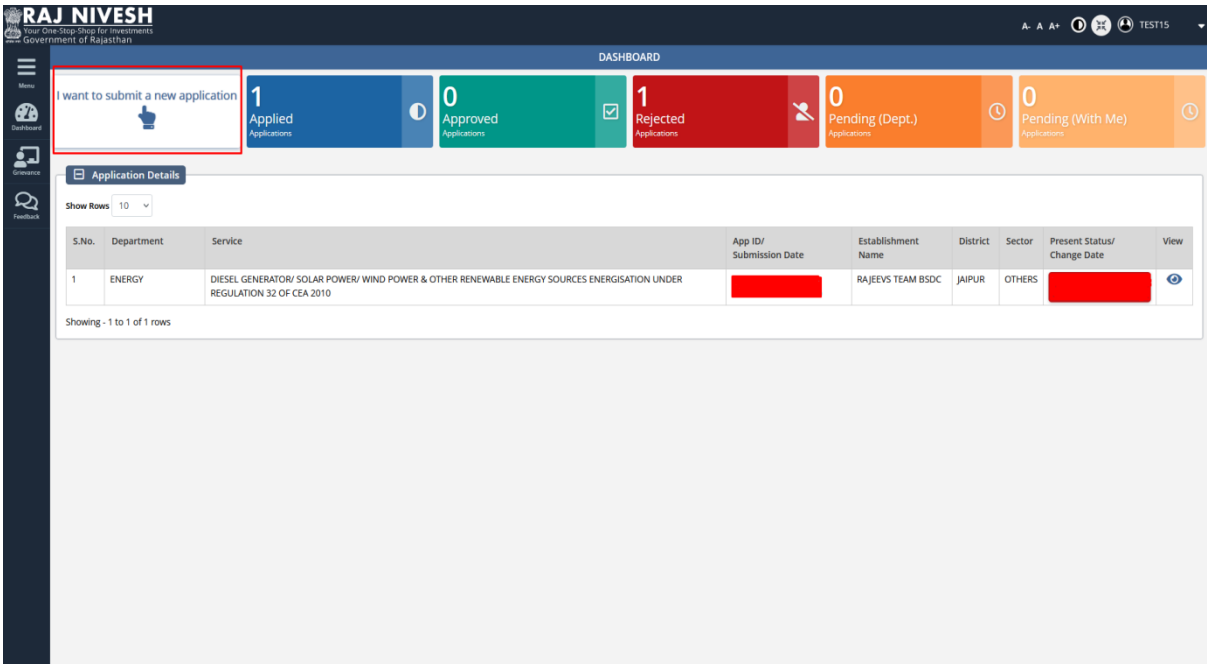 RAJ NIVESH
Your One-Stop-Shop for Investments
Government of Rajasthan
A- A A+ TEST15
DASHBOARD
Menu
Dashboard
Grievance
Feedback
I want to submit a new application
1
Applied
Applications
0
Approved
Applications
1
Rejected
Applications
0
Pending (Dept.)
Applications
0
Pending (With Me)
Applications
Application Details
Show Rows 10
S.No. Department Service App ID/ Establishment District Sector Present Status/ View
Submission Date Name Change Date
1 ENERGY DIESEL GENERATOR/ SOLAR POWER/ WIND POWER & OTHER RENEWABLE ENERGY SOURCES ENERGISATION UNDER RAJEEVS TEAM BSDC JAIPUR OTHERS
REGULATION 32 OF CEA 2010
Showing - 1 to 1 of 1 rows